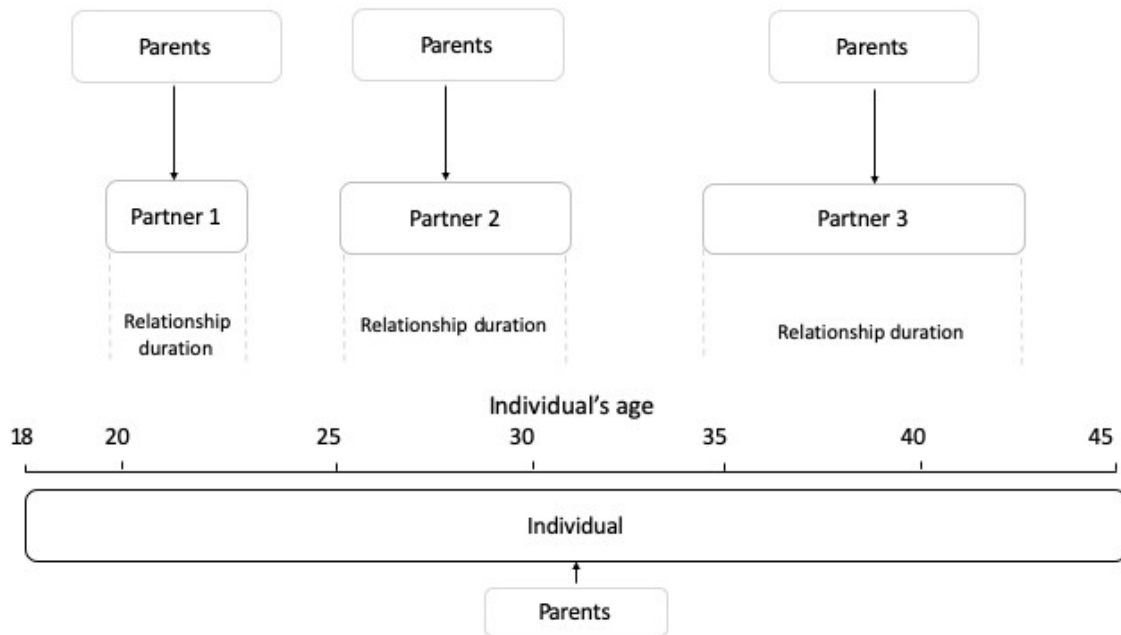 Parents
Parents
Parents
Partner 1
Partner 2
Partner 3
Relationship
duration
Relationship duration
Relationship duration
Individual's age
18 20 25 30 35 40 45
Individual
Parents